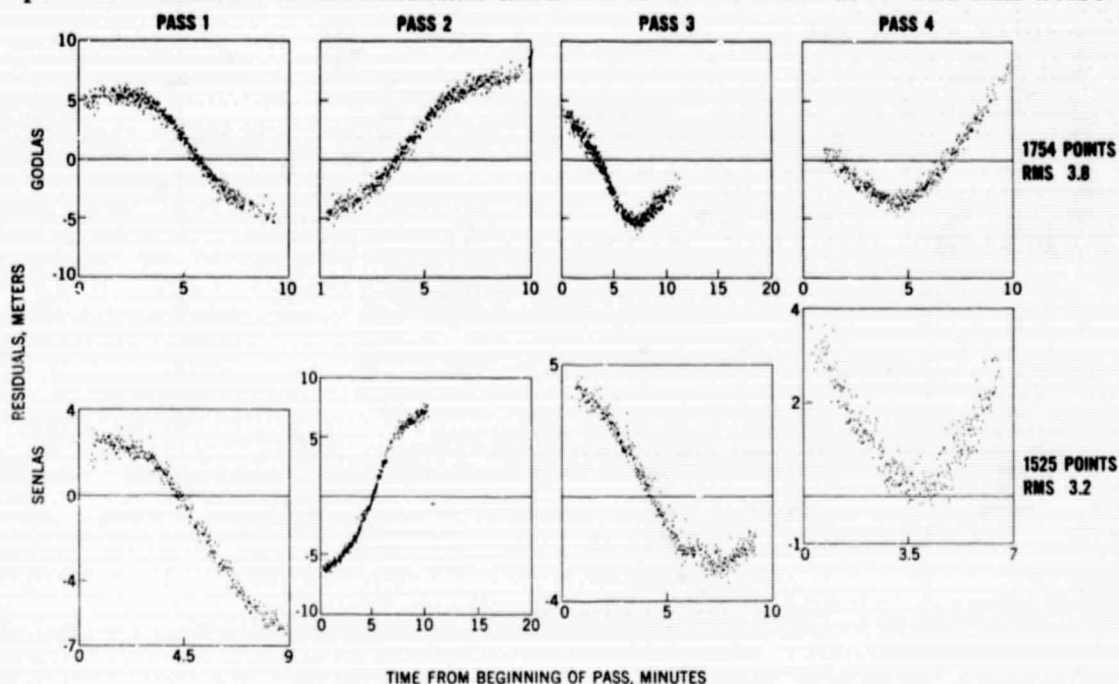 PASS 1 PASS 2 PASS 3 PASS 4
10
5
0
-5
-10
0 5 10
1 5 10
0 5 10 15 20
0 5 10
GODLAS
1754 POINTS
RMS 3.8
RESIDUALS, METERS
SENLAS
4
0
-4
-7
0 4.5 9
10
5
0
-5
-10
0 5 10 15 20
5
0
-4
0 5 10
4
2
-1
0 3.5 7
1525 POINTS
RMS 3.2
TIME FROM BEGINNING OF PASS, MINUTES